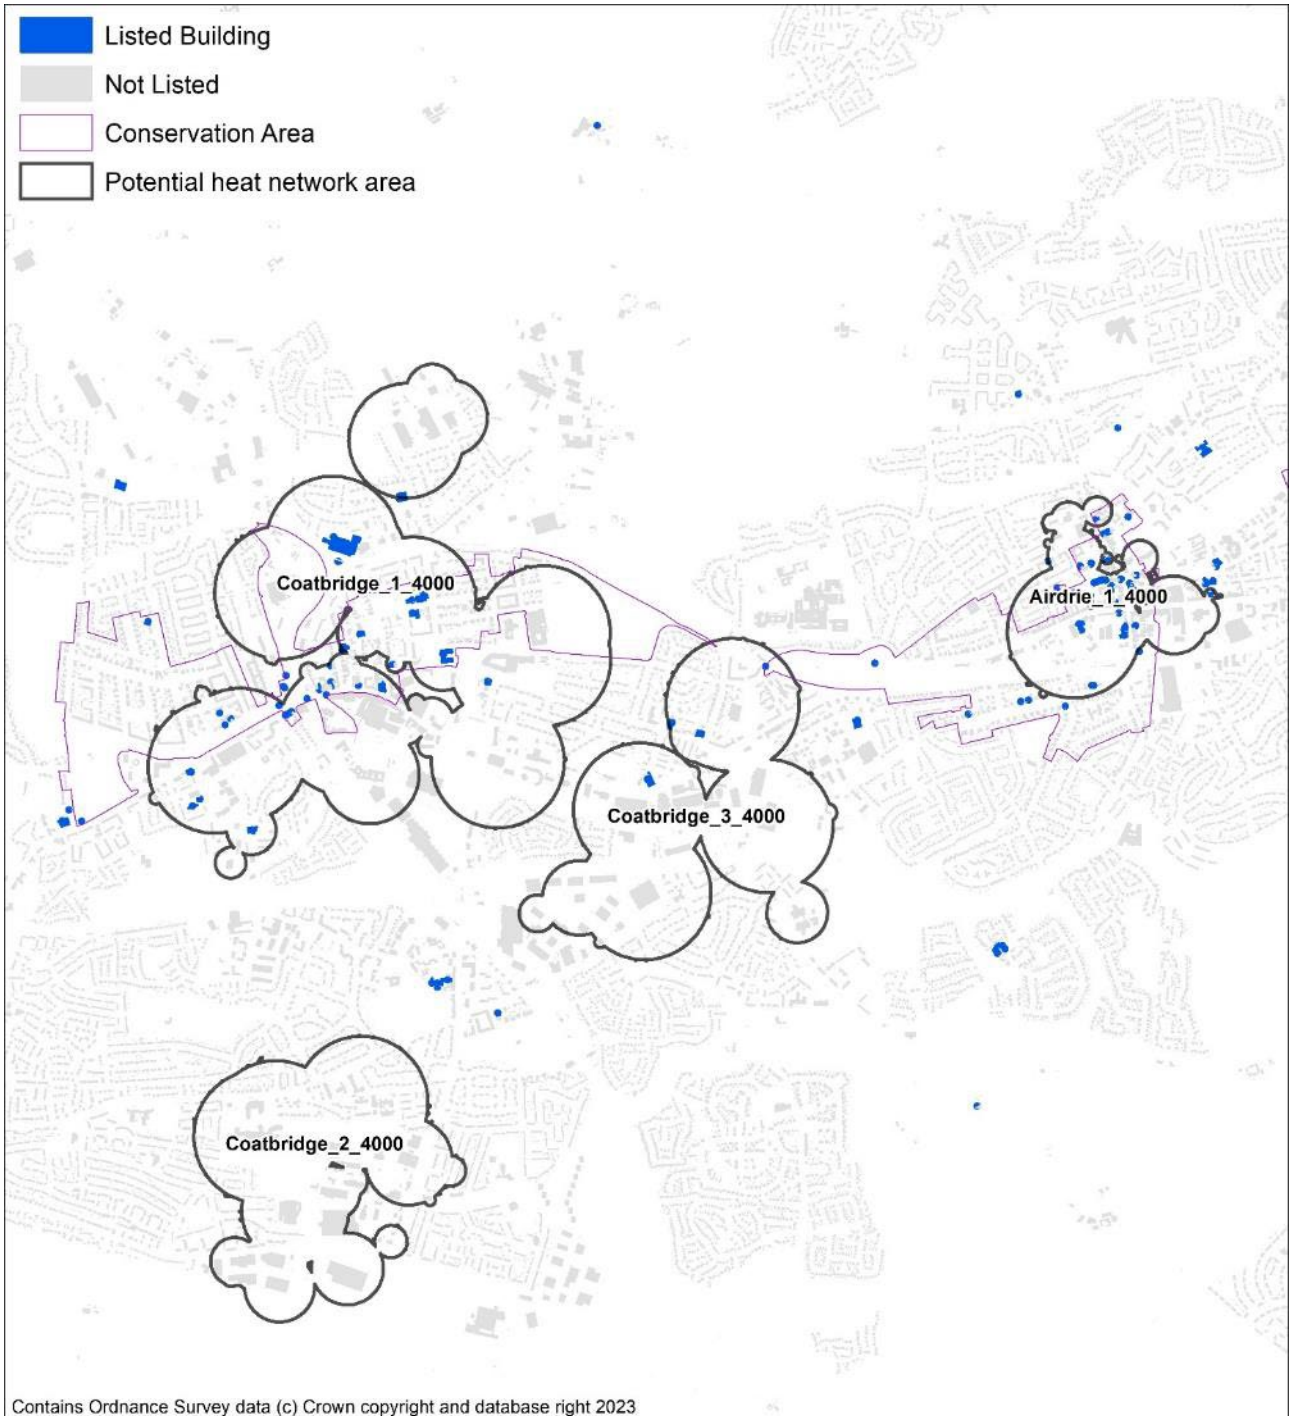 Listed Building
Not Listed
Conservation Area
Potential heat network area
Coatbridge_1_4000
Airdrie_1_4000
Coatbridge_3_4000
Coatbridge_2_4000
Contains Ordnance Survey data (c) Crown copyright and database right 2023